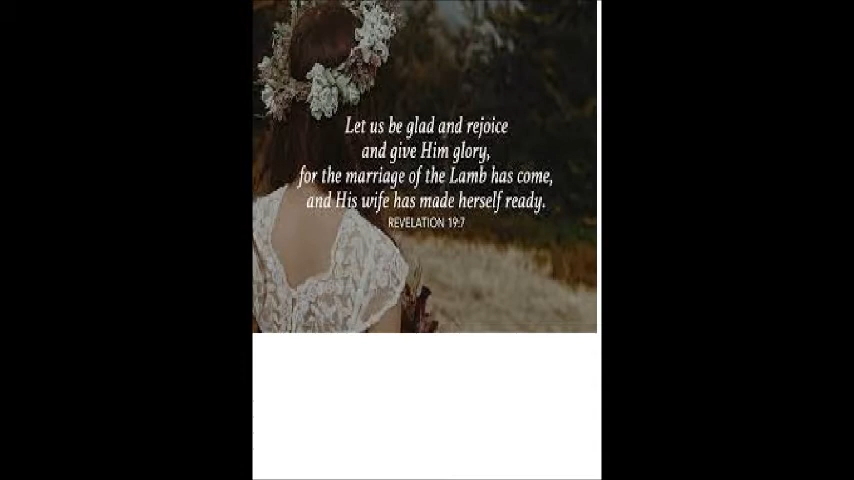 Let us be glad and rejoice
and give Him glory,
for the marriage of the Lamb has come,
and His wife has made herself ready.
REVELATION 19:7